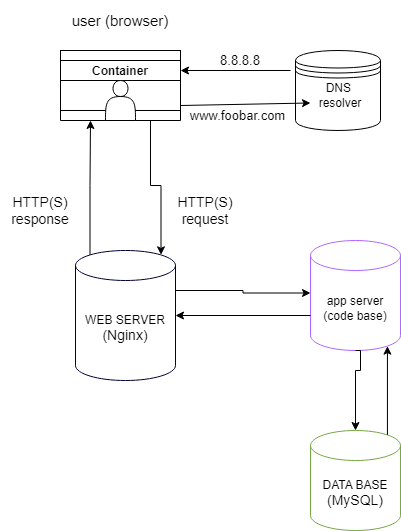 user (browser)
8.8.8.8
Container
DNS
resolver
www.foobar.com
HTTP(S)
response
HTTP(S)
request
WEB SERVER
(Nginx)
app server
(code base)
DATA BASE
(MySQL)